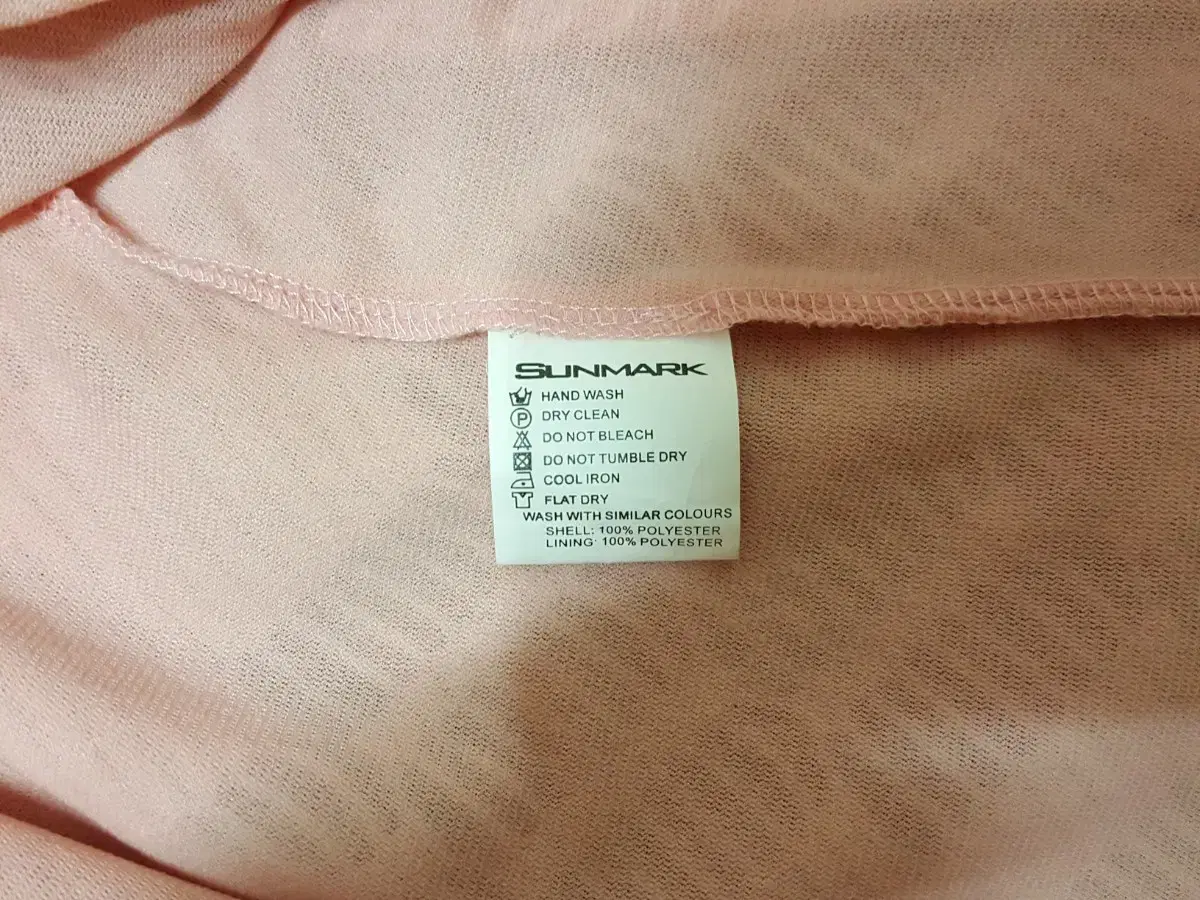 SUNMARK
HAND WASH
P DRY CLEAN
DO NOT BLEACH
DO NOT TUMBLE DRY
COOL IRON
FLAT DRY
WASH WITH SIMILAR COLOURS
SHELL: 100% POLYESTER
LINING: 100% POLYESTER